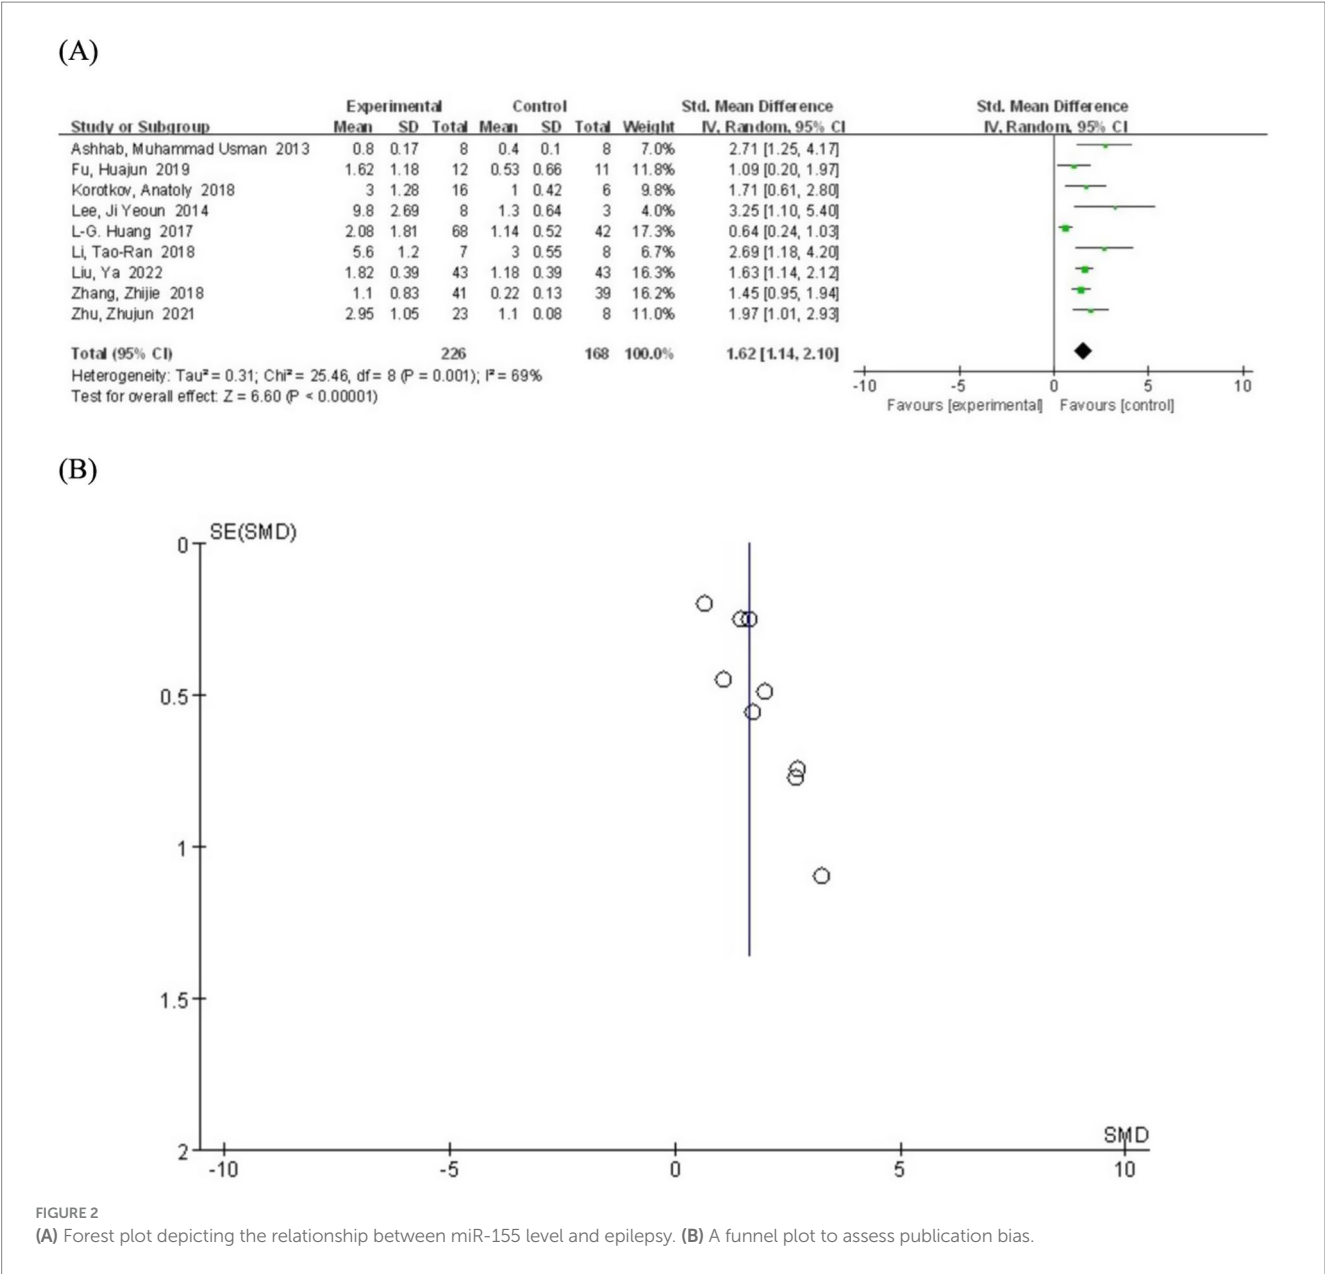 (A)
Experimental Control Std. Mean Difference Std. Mean Difference
Study or Subgroup Mean SD Total Mean SD Total Weight IV, Random, 95% CI IV, Random, 95% CI
Ashhab, Muhammad Usman 2013 0.8 0.17 8 0.4 0.1 8 7.0% 2.71 [1.25, 4.17]
Fu, Huajun 2019 1.62 1.18 12 0.53 0.66 11 11.8% 1.09 [0.20, 1.97]
Korotkov, Anatoly 2018 3 1.28 16 1 0.42 6 9.8% 1.71 [0.61, 2.80]
Lee, Ji Yeoun 2014 9.8 2.69 8 1.3 0.64 3 4.0% 3.25 [1.10, 5.40]
L-G. Huang 2017 2.08 1.81 68 1.14 0.52 42 17.3% 0.64 [0.24, 1.03]
Li, Tao-Ran 2018 5.6 1.2 7 3 0.55 8 6.7% 2.69 [1.18, 4.20]
Liu, Ya 2022 1.82 0.39 43 1.18 0.39 43 16.3% 1.63 [1.14, 2.12]
Zhang, Zhijie 2018 1.1 0.83 41 0.22 0.13 39 16.2% 1.45 [0.95, 1.94]
Zhu, Zhujun 2021 2.95 1.05 23 1.1 0.08 8 11.0% 1.97 [1.01, 2.93]
Total (95% CI) 226 168 100.0% 1.62 [1.14, 2.10]
Heterogeneity: Tau² = 0.31; Chi² = 25.46, df = 8 (P = 0.001); I² = 69%
Test for overall effect: Z = 6.60 (P < 0.00001)
-10 -5 0 5 10
Favours [experimental] Favours [control]
(B)
SE(SMD)
0
0.5
1
1.5
2
SMD
-10 -5 0 5 10
FIGURE 2
(A) Forest plot depicting the relationship between miR-155 level and epilepsy. (B) A funnel plot to assess publication bias.